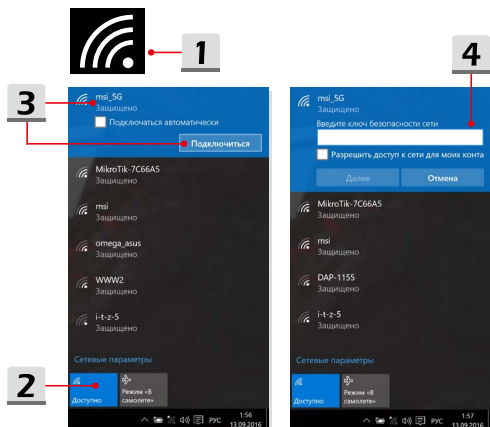 1
3
msi_5G
Защищено
Подключаться автоматически
Подключиться
MikroTik-7C66A5
Защищено
msi
Защищено
omega_asus
Защищено
WWW2
Защищено
i-t-z-5
Защищено
Сетевые параметры
2
Доступно
Режим «В
самолете»
РУС
1:56
13.09.2016
4
msi_5G
Защищено
Введите ключ безопасности сети
Разрешить доступ к сети для моих конта
Далее
Отмена
MikroTik-7C66A5
Защищено
msi
Защищено
DAP-1155
Защищено
i-t-z-5
Защищено
Сетевые параметры
Доступно
Режим «В
самолете»
РУС
1:57
13.09.2016